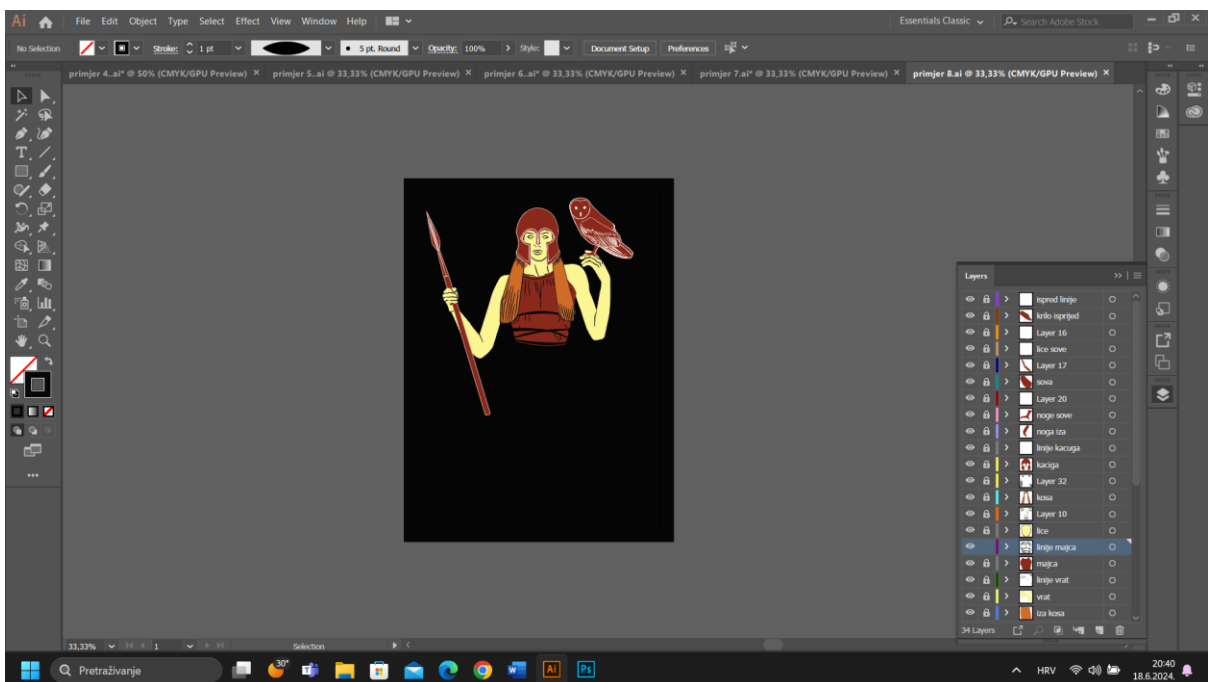 Ai File Edit Object Type Select Effect View Window Help Essentials Classic Search Adobe Stock
No Selection Stroke: 1 pt 5 pt. Round Opacity: 100% Style: Document Setup Preferences
primjer 4..ai* @ 50% (CMYK/GPU Preview) × primjer 5..ai @ 33,33% (CMYK/GPU Preview) × primjer 6..ai* @ 33,33% (CMYK/GPU Preview) × primjer 7.ai* @ 33,33% (CMYK/GPU Preview) × primjer 8.ai @ 33,33% (CMYK/GPU Preview) ×
Layers
ispred linije
krilo isprijed
Layer 16
lice sove
Layer 17
sova
Layer 20
noge sove
noga iza
linije kacuga
kaciga
Layer 32
kosa
Layer 10
lice
linije majca
majca
linije vrat
vrat
iza kosa
34 Layers
33,33% 1 Selection
Pretraživanje 30° Ai Ps HRV 20:40
18.6.2024.